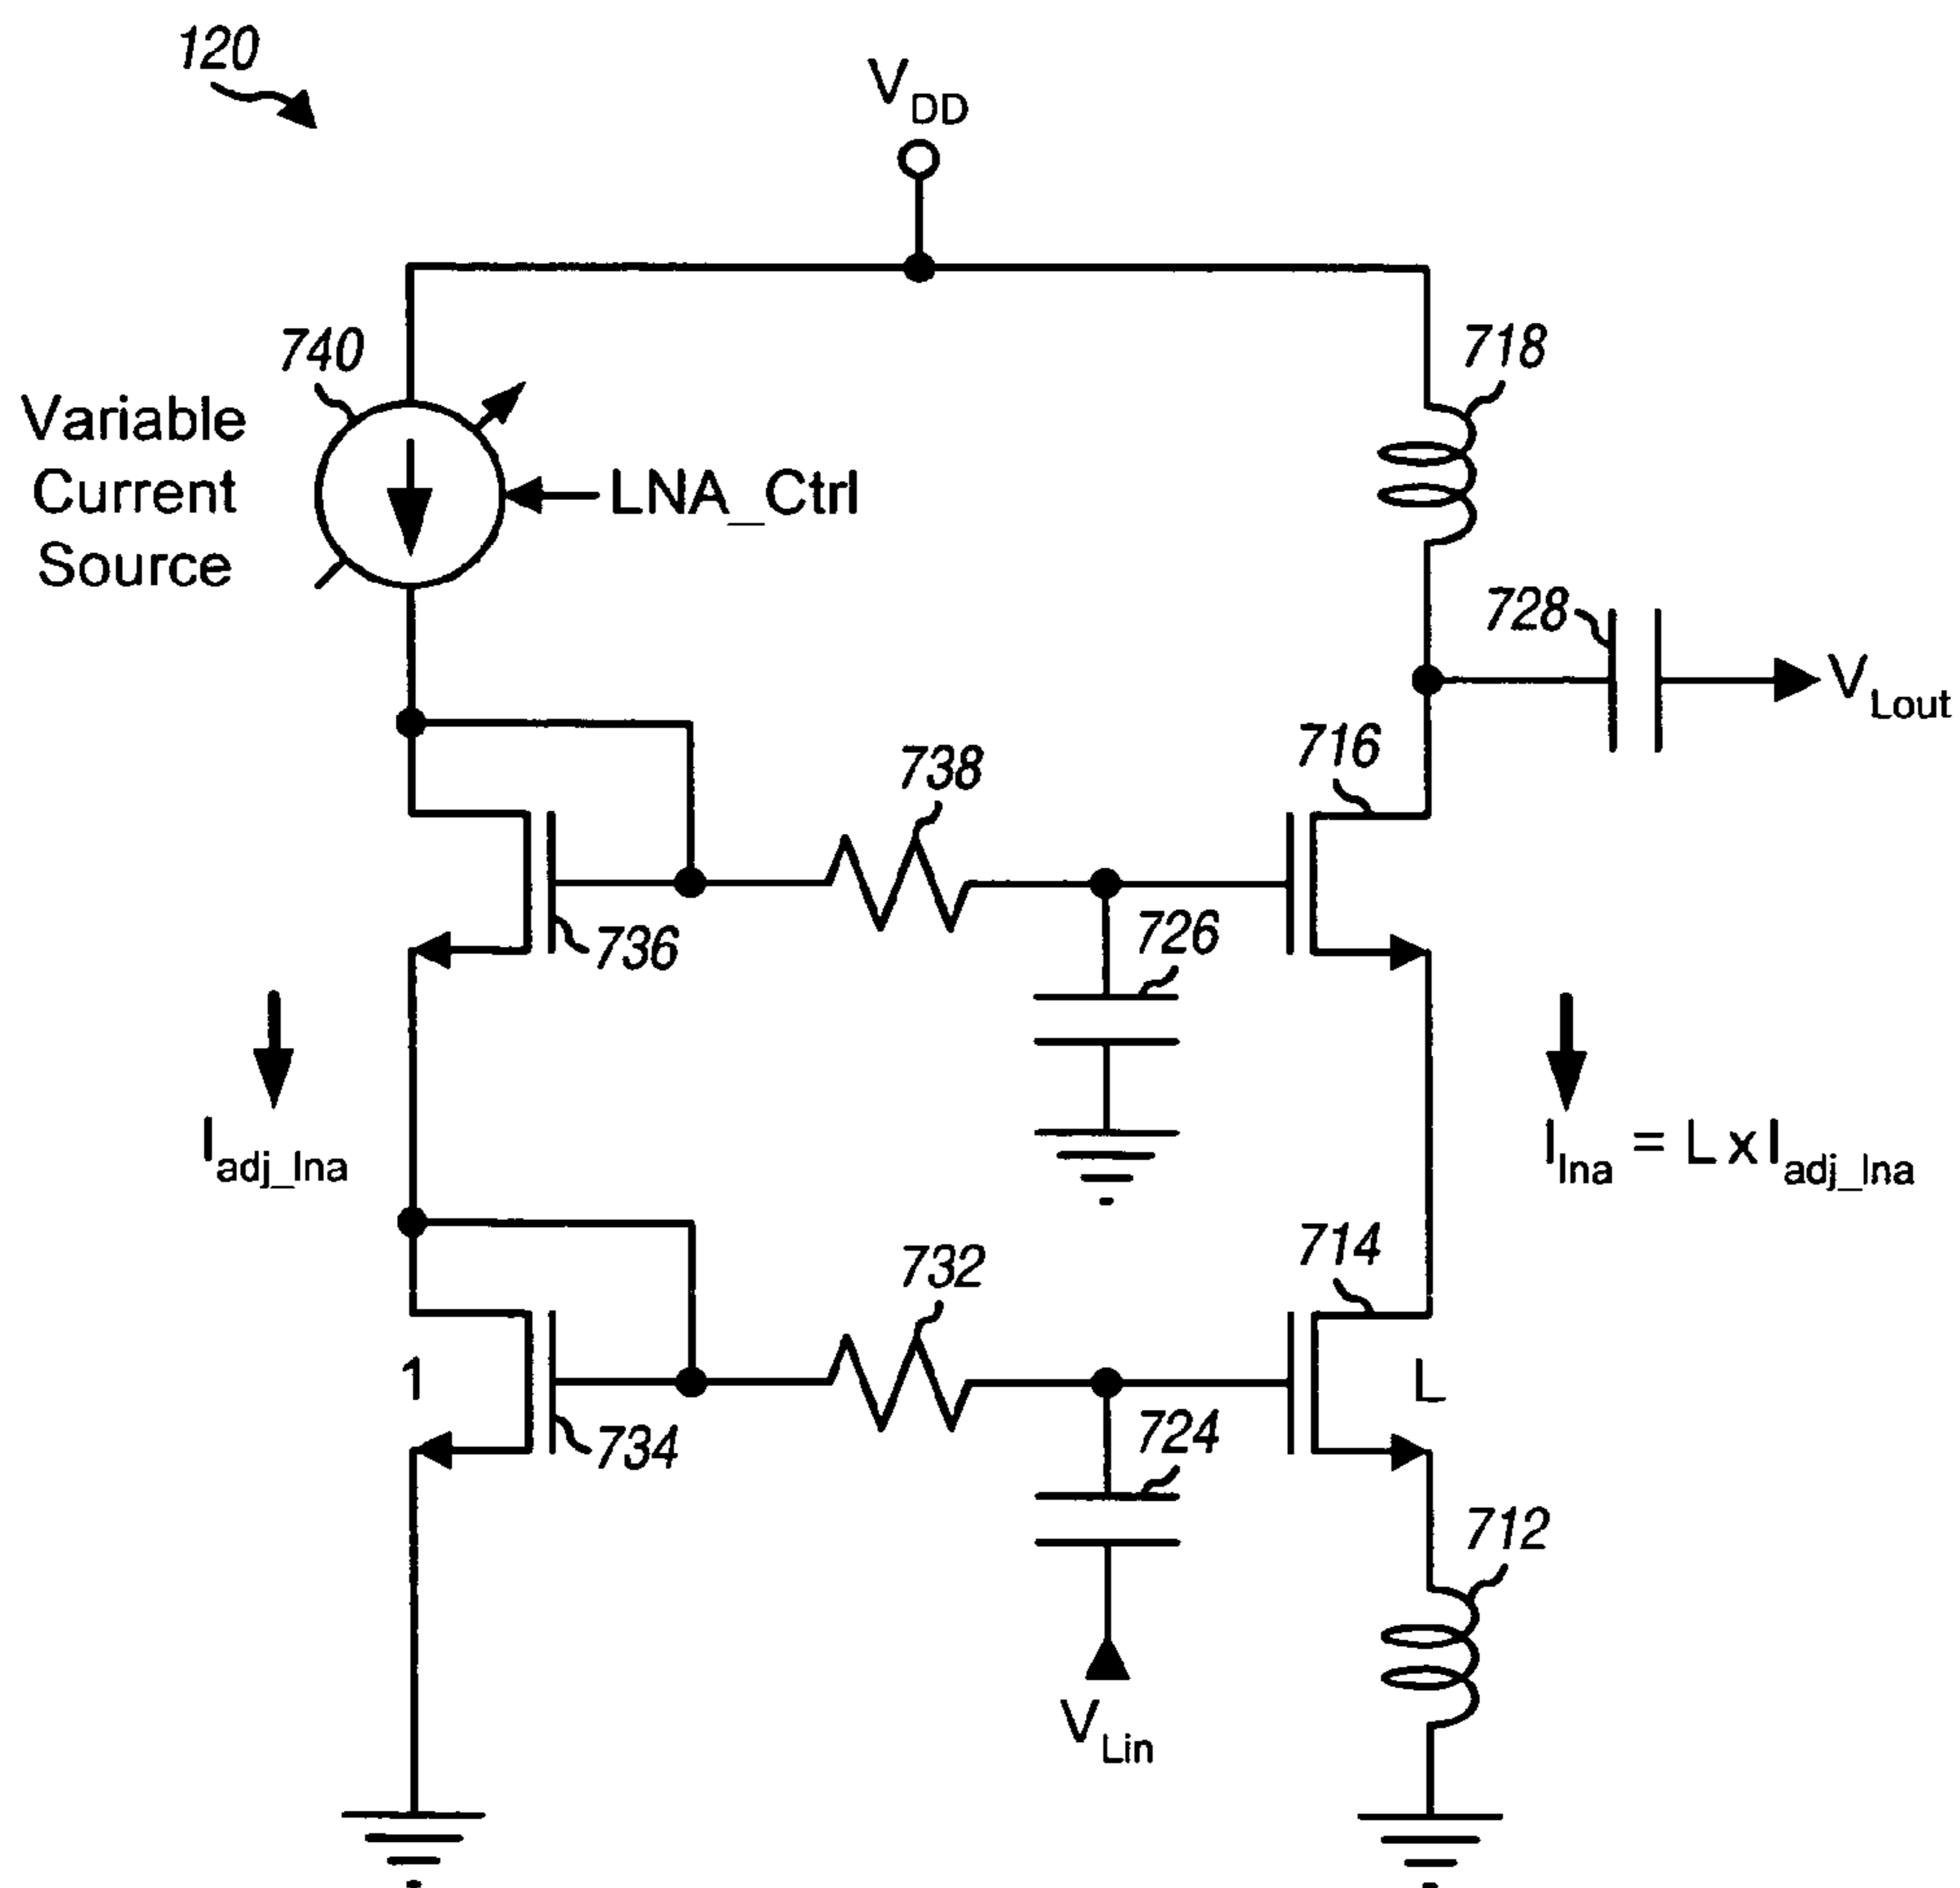 120
VDD
740
718
Variable
Current
Source
LNA_Ctrl
728
VLout
738
716
736
726
Iadj_lna
Ilna = L x Iadj_lna
732
714
1
L
734
724
712
VLin